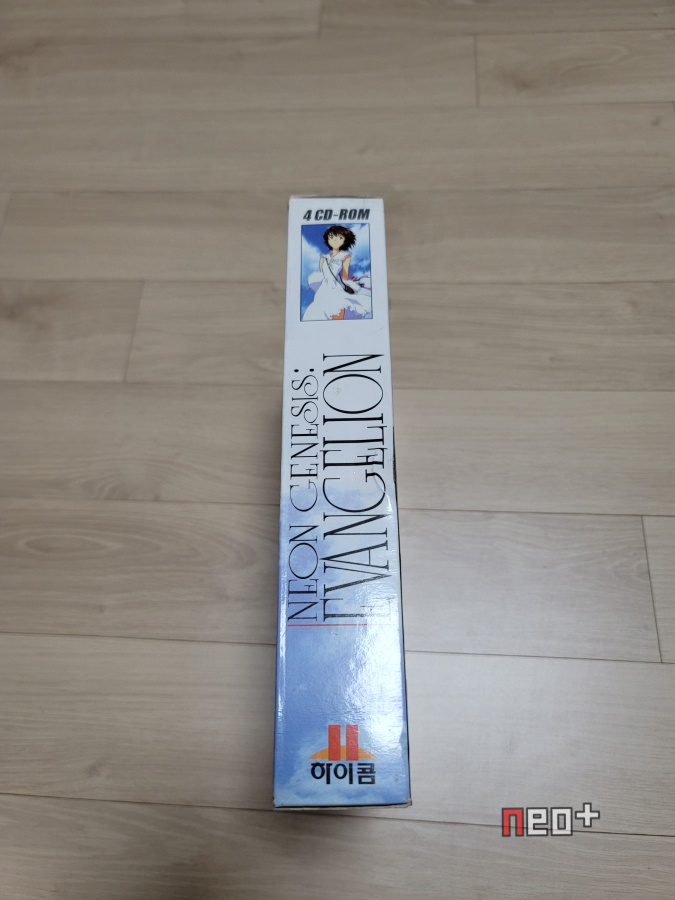 4 CD-ROM
NEON GENESIS:
EVANGELION
하이콤
neo+